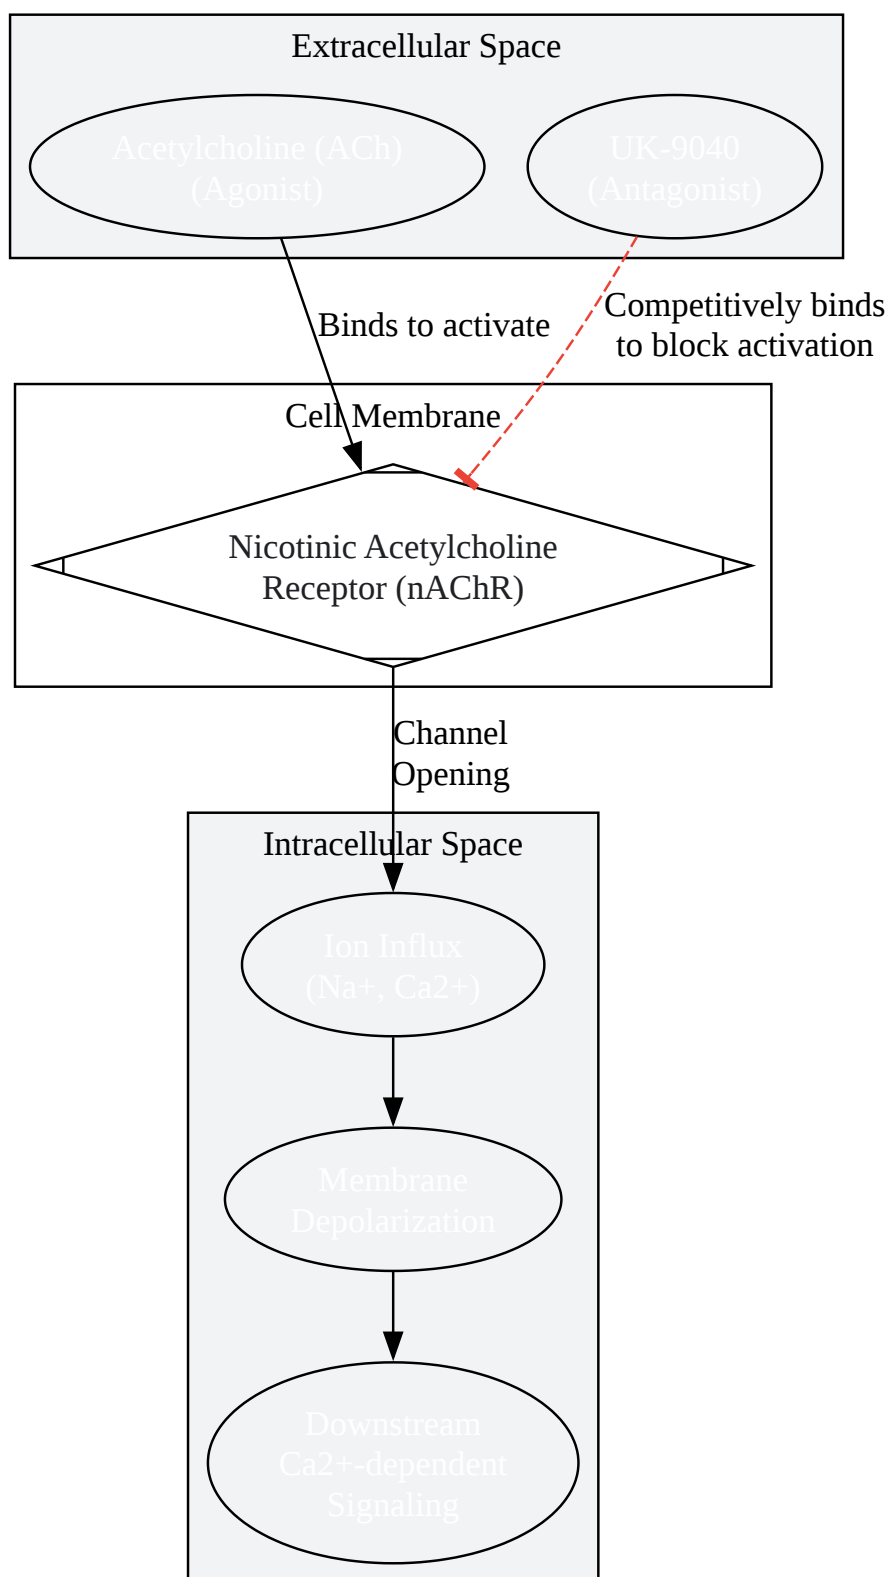 Extracellular Space
Acetylcholine (ACh)
(Agonist)
UK-9040
(Antagonist)
Binds to activate
Competitively binds
to block activation
Cell Membrane
Nicotinic Acetylcholine
Receptor (nAChR)
Channel
Opening
Intracellular Space
Ion Influx
(Na+, Ca2+)
Membrane
Depolarization
Downstream
Ca2+-dependent
Signaling